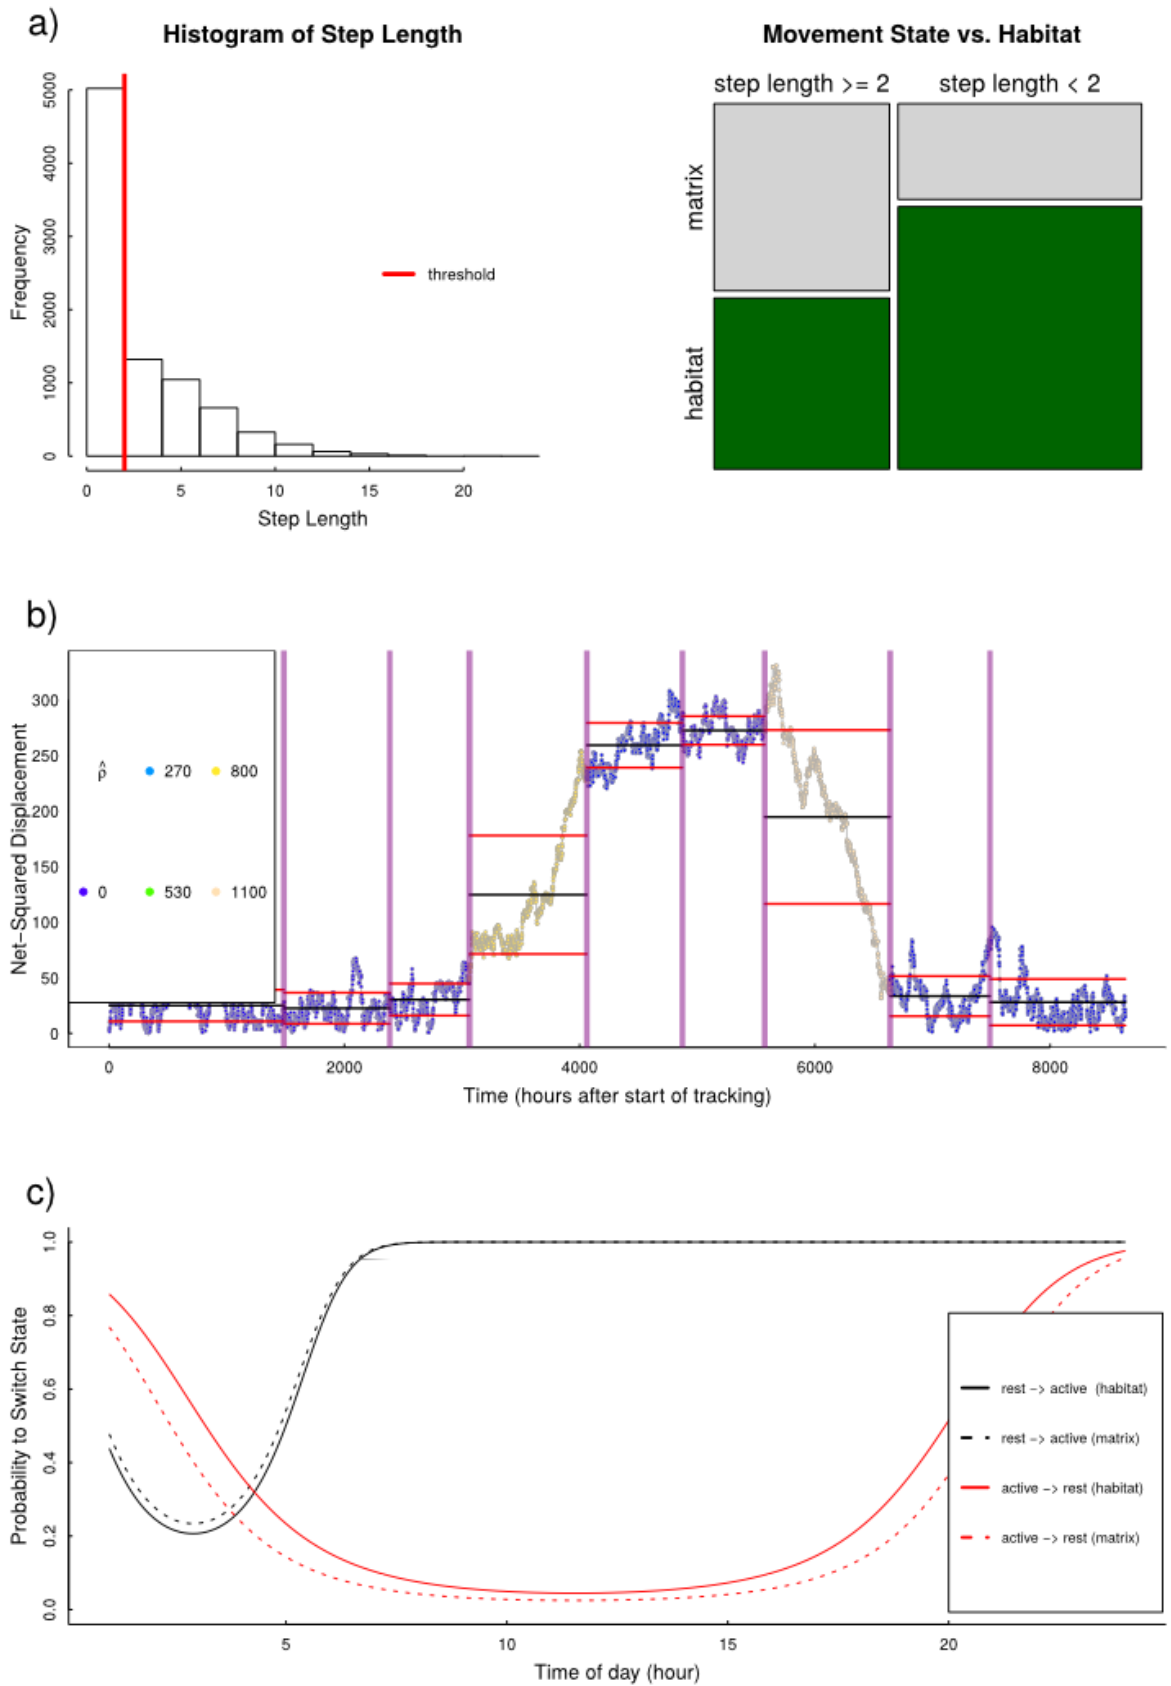 a)
Histogram of Step Length
Movement State vs. Habitat
step length >= 2
step length < 2
matrix
habitat
Frequency
5000
4000
3000
2000
1000
0
threshold
0 5 10 15 20
Step Length
b)
Net-Squared Displacement
300
250
200
150
100
50
0
ρ̂
270
800
0
530
1100
0 2000 4000 6000 8000
Time (hours after start of tracking)
c)
Probability to Switch State
1.0
0.8
0.6
0.4
0.2
0.0
rest -> active (habitat)
rest -> active (matrix)
active -> rest (habitat)
active -> rest (matrix)
5 10 15 20
Time of day (hour)